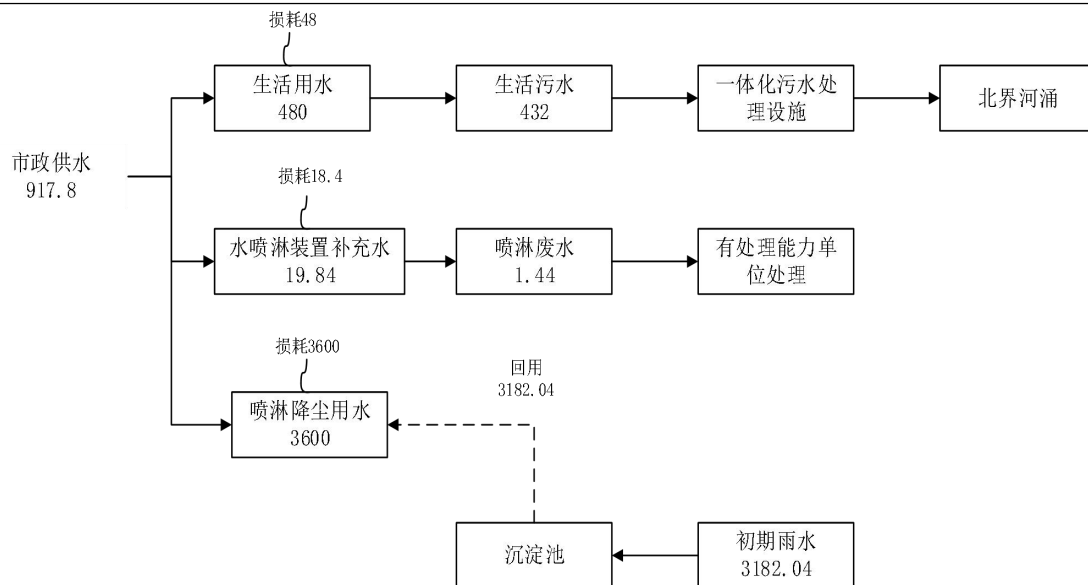 损耗48
生活用水
480
生活污水
432
一体化污水处
理设施
北界河涌
市政供水
917.8
损耗18.4
水喷淋装置补充水
19.84
喷淋废水
1.44
有处理能力单
位处理
损耗3600
喷淋降尘用水
3600
回用
3182.04
沉淀池
初期雨水
3182.04